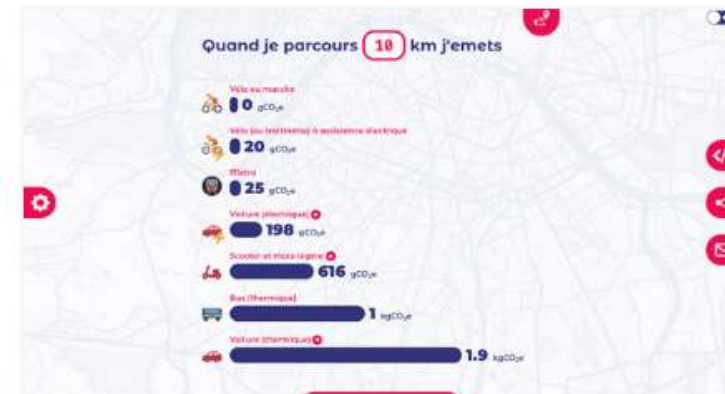 Quand je parcours 10 km j'emets
Vélo ou marche
0 gCO₂e
Vélo (ou trottinette) à assistance électrique
20 gCO₂e
Métro
25 gCO₂e
Voiture (électrique)
198 gCO₂e
Scooter et moto légère
616 gCO₂e
Bus (thermique)
1 kgCO₂e
Voiture (thermique)
1.9 kgCO₂e